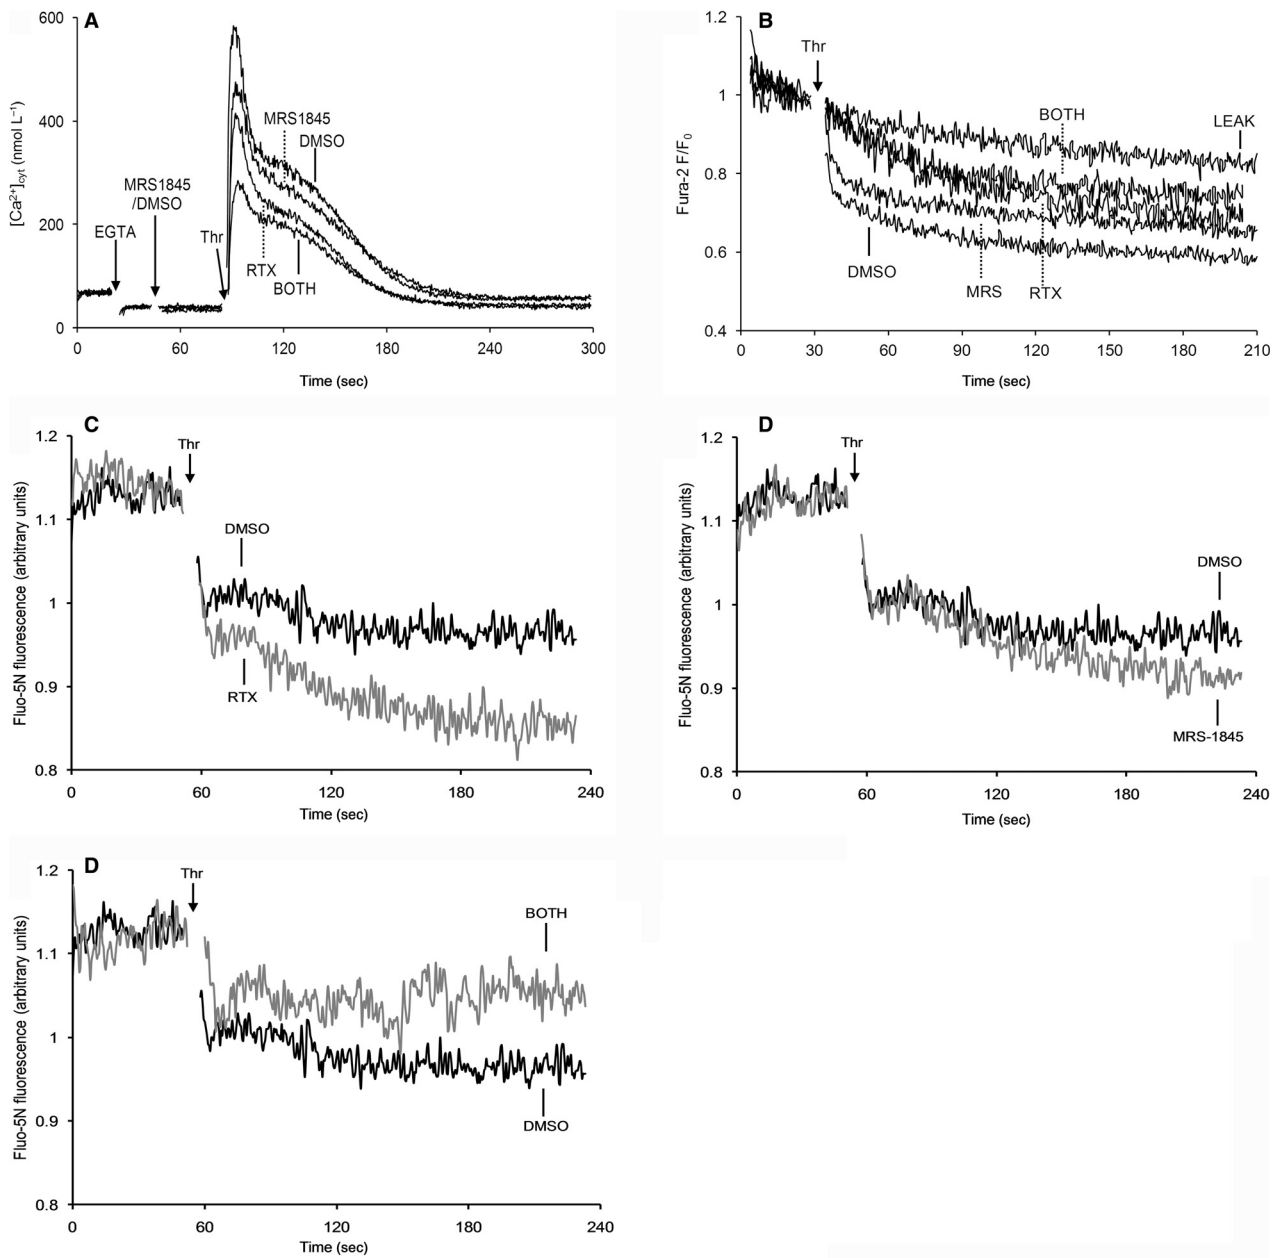 A
600
400
200
0
[Ca²⁺]cyt (nmol L⁻¹)
EGTA
MRS1845
/DMSO
Thr
MRS1845
DMSO
RTX
BOTH
0 60 120 180 240 300
Time (sec)
B
1.2
1
0.8
0.6
0.4
Fura-2 F/F0
Thr
BOTH
LEAK
DMSO
MRS
RTX
0 30 60 90 120 150 180 210
Time (sec)
C
1.2
1.1
1
0.9
0.8
Fluo-5N fluorescence (arbitrary units)
Thr
DMSO
RTX
0 60 120 180 240
Time (sec)
D
1.2
1.1
1
0.9
0.8
Fluo-5N fluorescence (arbitrary units)
Thr
DMSO
MRS-1845
0 60 120 180 240
Time (sec)
D
1.2
1.1
1
0.9
0.8
Fluo-5N fluorescence (arbitrary units)
Thr
BOTH
DMSO
0 60 120 180 240
Time (sec)